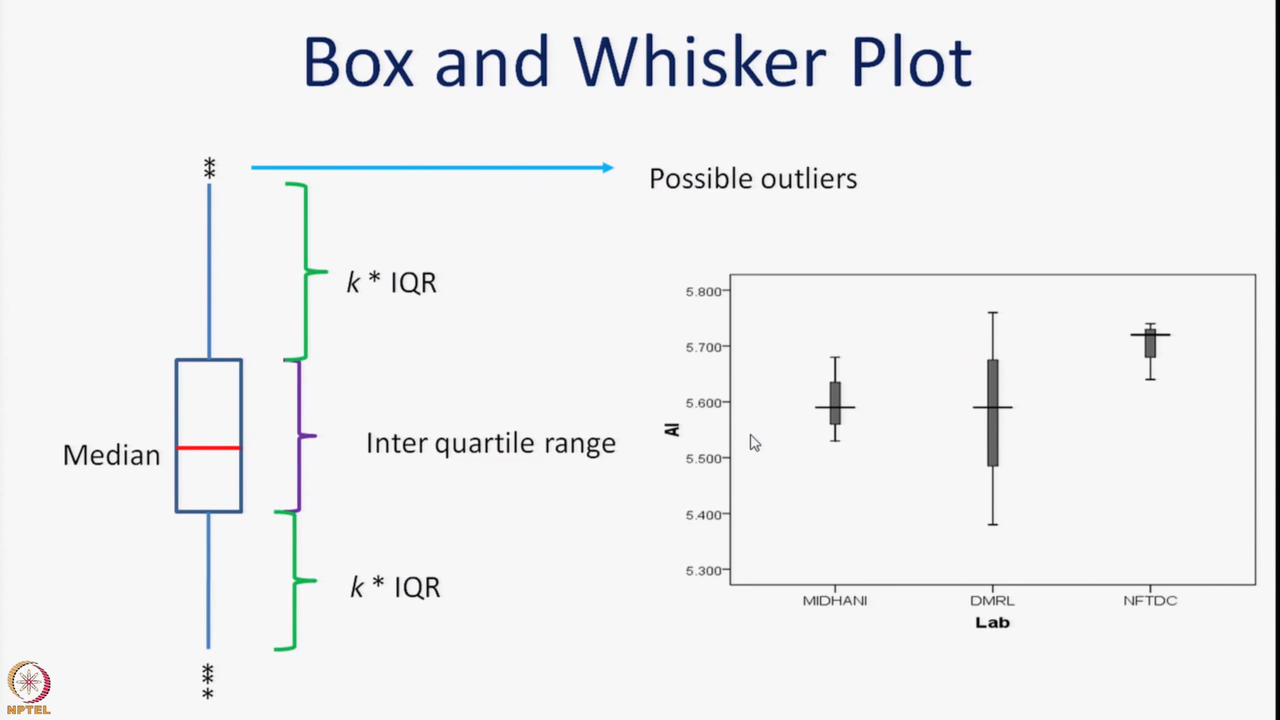 Box and Whisker Plot
*
*
Possible outliers
k * IQR
Median
Inter quartile range
k * IQR
*
*
*
5.800
5.700
5.600
5.500
5.400
5.300
Al
MIDHANI
DMRL
NFTDC
Lab
NPTEL